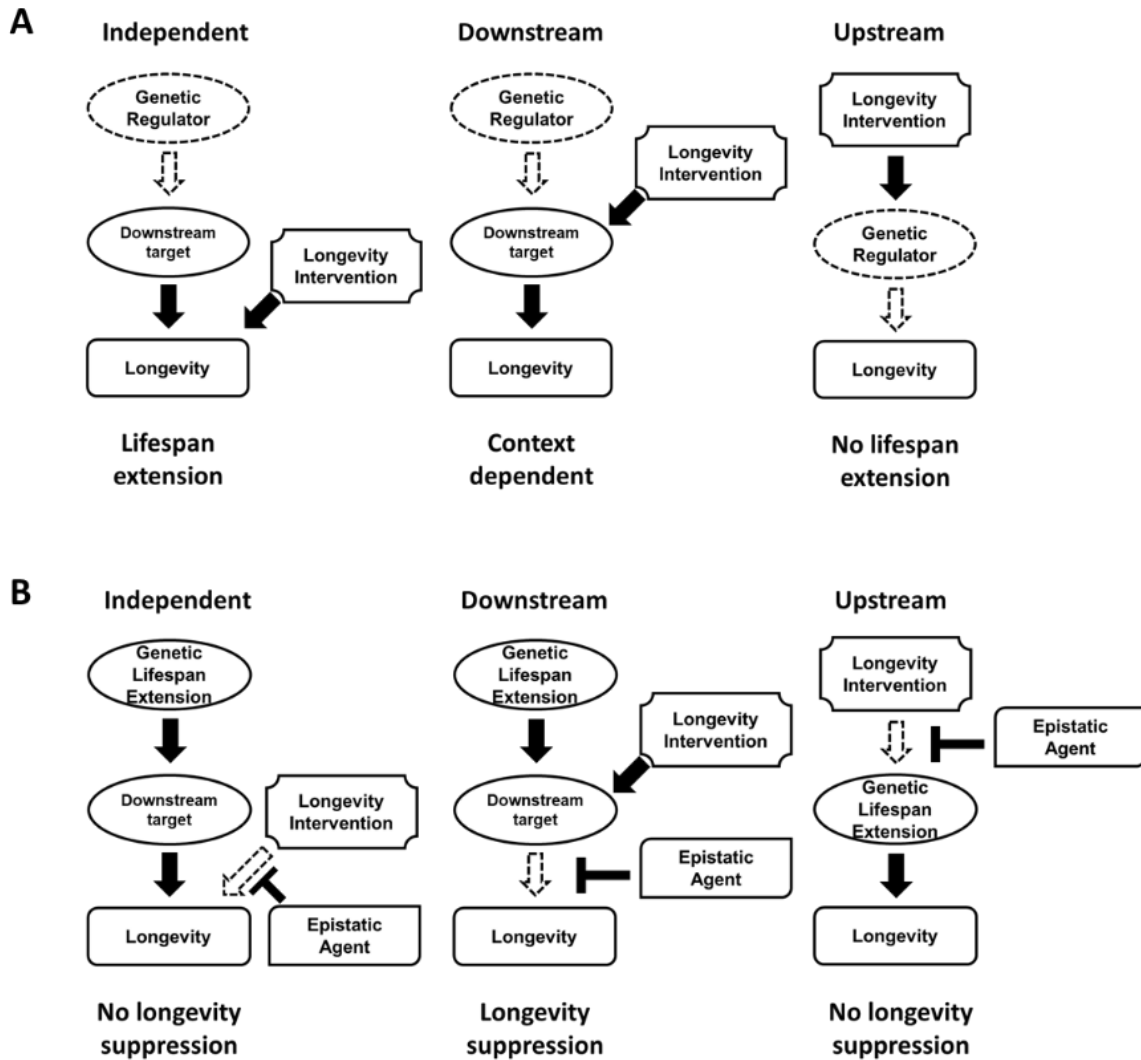 A
Independent
Genetic
Regulator
Downstream
target
Longevity
Intervention
Longevity
Lifespan
extension
Downstream
Genetic
Regulator
Longevity
Intervention
Downstream
target
Longevity
Context
dependent
Upstream
Longevity
Intervention
Genetic
Regulator
Longevity
No lifespan
extension
B
Independent
Genetic
Lifespan
Extension
Downstream
target
Longevity
Intervention
Longevity
Epistatic
Agent
No longevity
suppression
Downstream
Genetic
Lifespan
Extension
Longevity
Intervention
Downstream
target
Epistatic
Agent
Longevity
Longevity
suppression
Upstream
Longevity
Intervention
Epistatic
Agent
Genetic
Lifespan
Extension
Longevity
No longevity
suppression